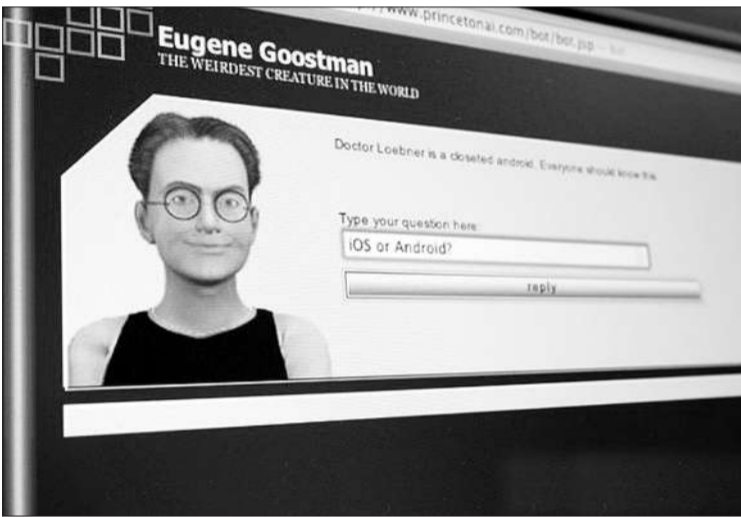 www.princetonai.com/bot/bot.jsp
Eugene Goostman
THE WEIRDEST CREATURE IN THE WORLD
Doctor Loebner is a closeted android. Everyone should know this.
Type your question here:
iOS or Android?
reply